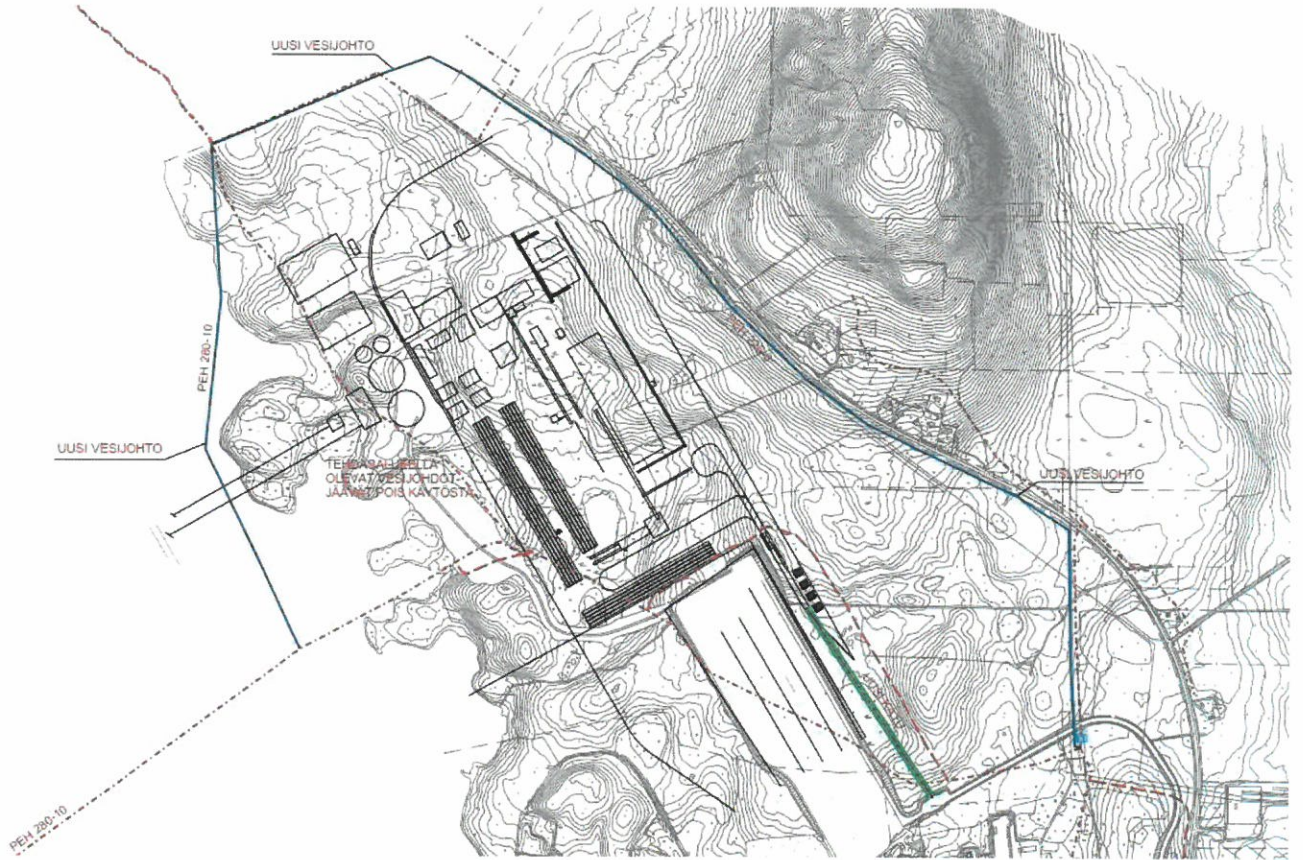 UUSI VESIJOHTO
PEH 280-10
UUSI VESIJOHTO
TEHDASALUEELLA
OLEVAT VESIJOHDOT
JÄÄVÄT POIS KÄYTÖSTÄ
UUSI VESIJOHTO
PEH 280-10